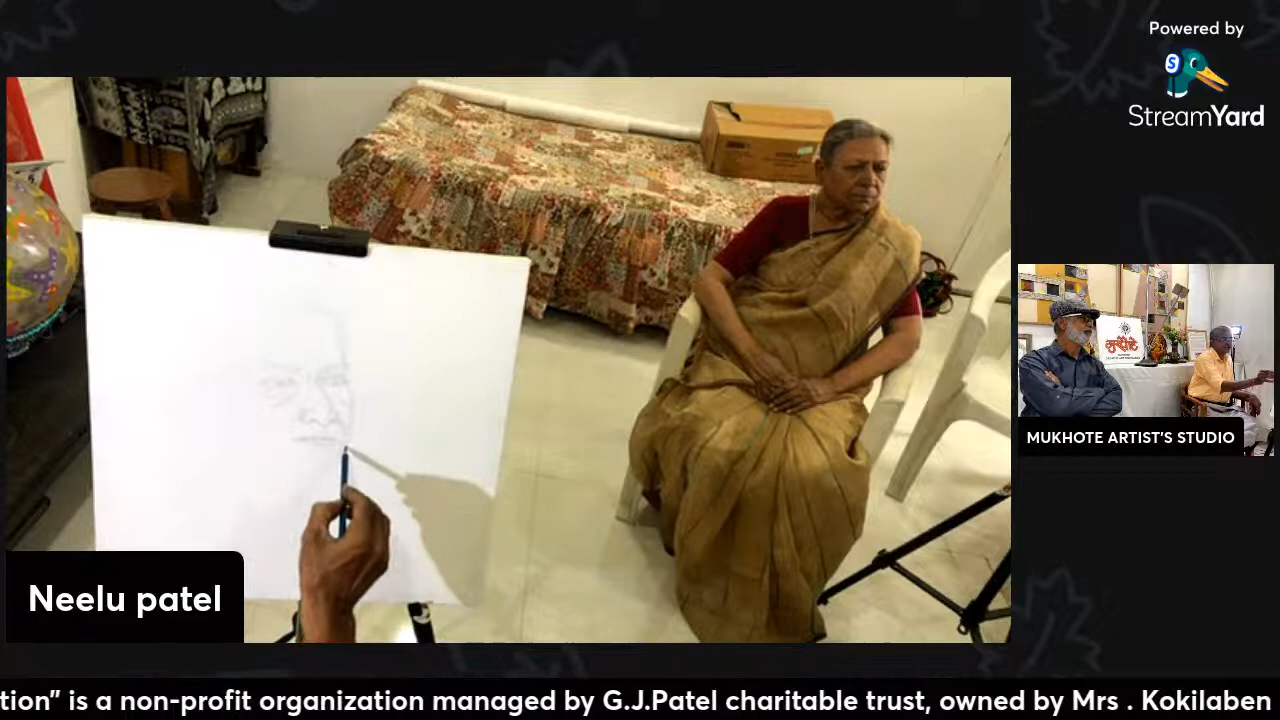 Powered by
StreamYard
MUKHOTE ARTIST'S STUDIO
Neelu patel
tion” is a non-profit organization managed by G.J.Patel charitable trust, owned by Mrs . Kokilaben